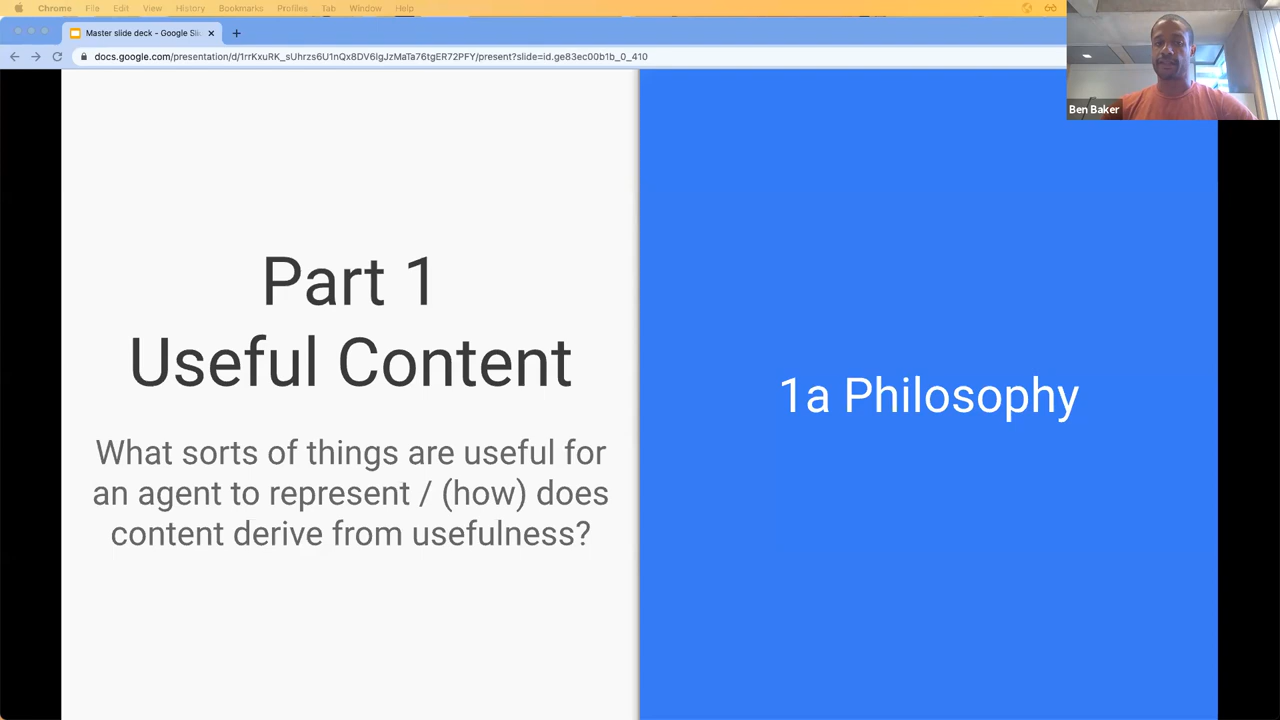 Chrome File Edit View History Bookmarks Profiles Tab Window Help
Master slide deck - Google Sli
docs.google.com/presentation/d/1rrKxuRK_sUhrzs6U1nQx8DV6lgJzMaTa76tgER72PFY/present?slide=id.ge83ec00b1b_0_410
Ben Baker
Part 1
Useful Content
What sorts of things are useful for
an agent to represent / (how) does
content derive from usefulness?
1a Philosophy